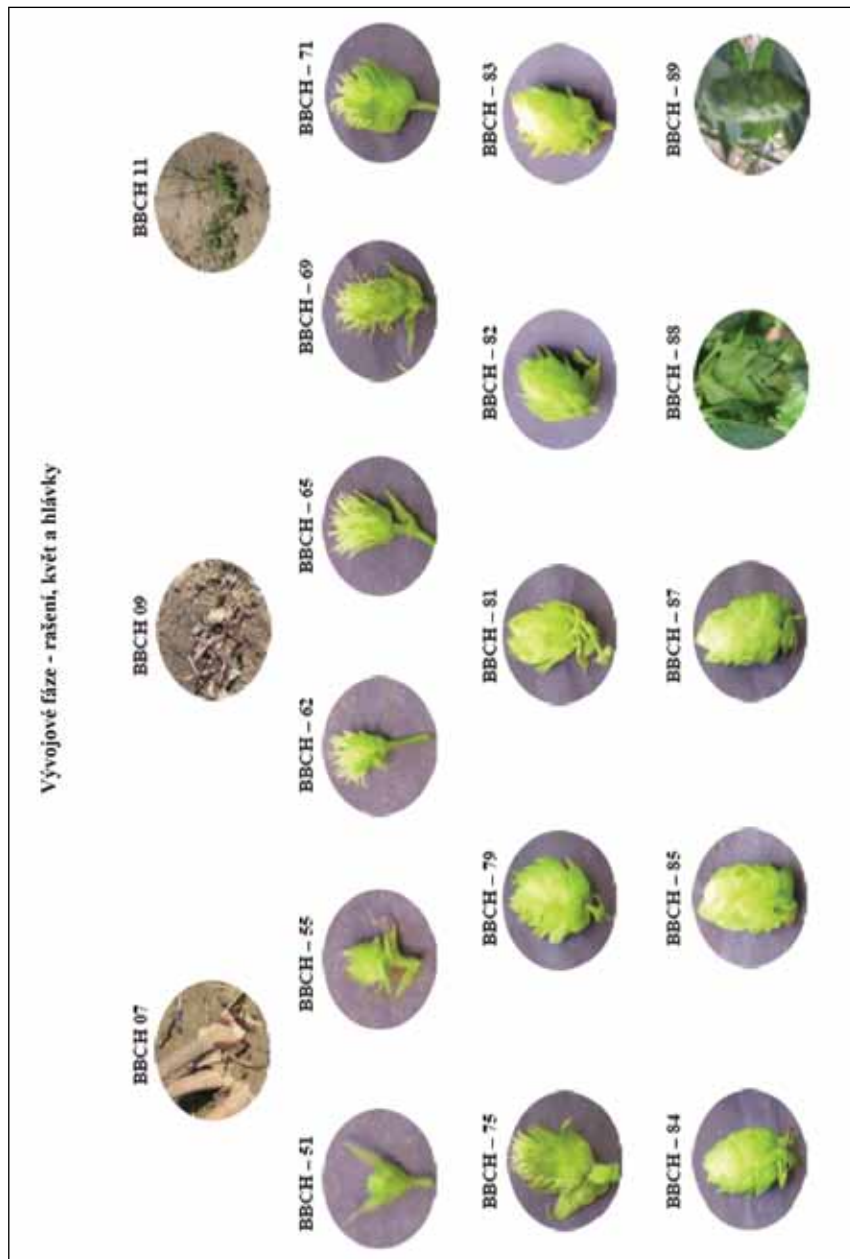 Vývojové fáze - rašení, květ a hlávky
BBCH 07
BBCH 09
BBCH 11
BBCH – 51
BBCH – 55
BBCH – 62
BBCH – 65
BBCH – 69
BBCH – 71
BBCH – 75
BBCH – 79
BBCH – 81
BBCH – 82
BBCH – 83
BBCH – 84
BBCH – 85
BBCH – 87
BBCH – 88
BBCH – 89